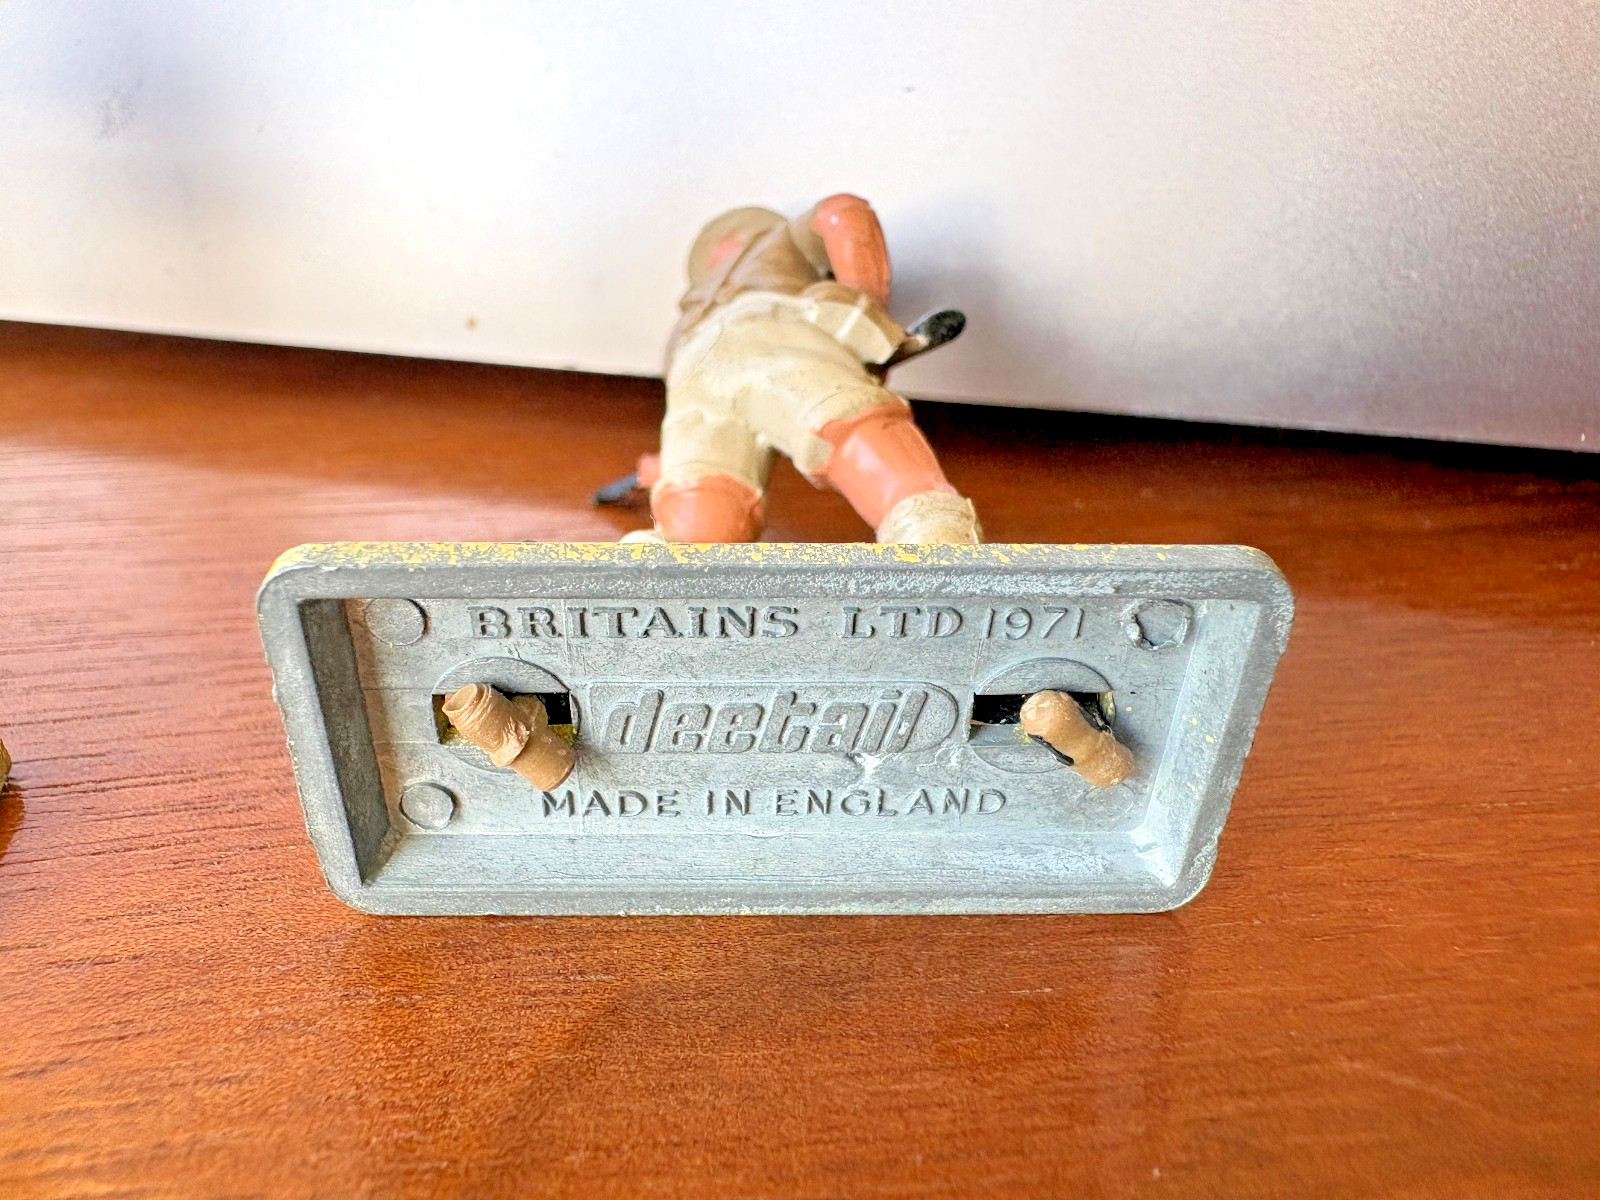 BRITAINS LTD 1971
deetail
MADE IN ENGLAND